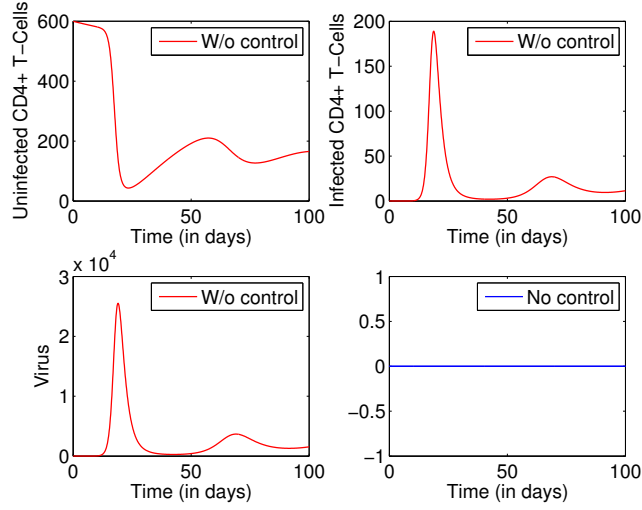 Uninfected CD4+ T-Cells
600
400
200
0
0
50
100
Time (in days)
W/o control
Infected CD4+ T-Cells
200
150
100
50
0
0
50
100
Time (in days)
W/o control
Virus
x 10^4
3
2
1
0
0
50
100
Time (in days)
W/o control
1
0.5
0
−0.5
−1
0
50
100
Time (in days)
No control